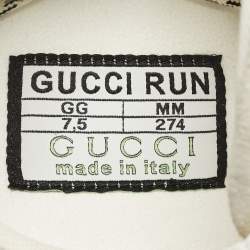 GUCCI RUN
GG MM
7,5 274
GUCCI
made in italy